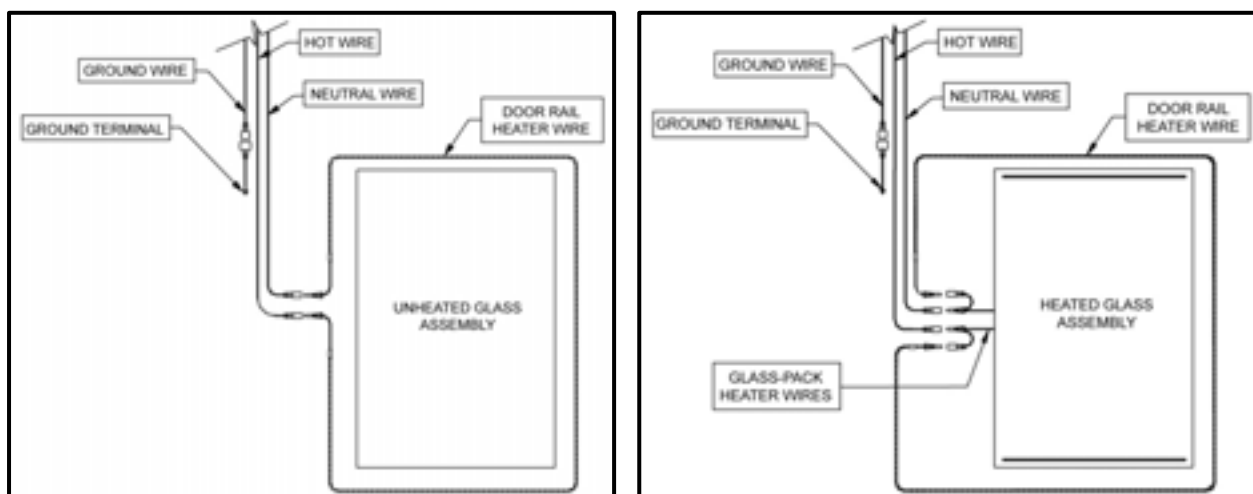 HOT WIRE
GROUND WIRE
NEUTRAL WIRE
GROUND TERMINAL
DOOR RAIL
HEATER WIRE
UNHEATED GLASS
ASSEMBLY
HOT WIRE
GROUND WIRE
NEUTRAL WIRE
GROUND TERMINAL
DOOR RAIL
HEATER WIRE
HEATED GLASS
ASSEMBLY
GLASS-PACK
HEATER WIRES